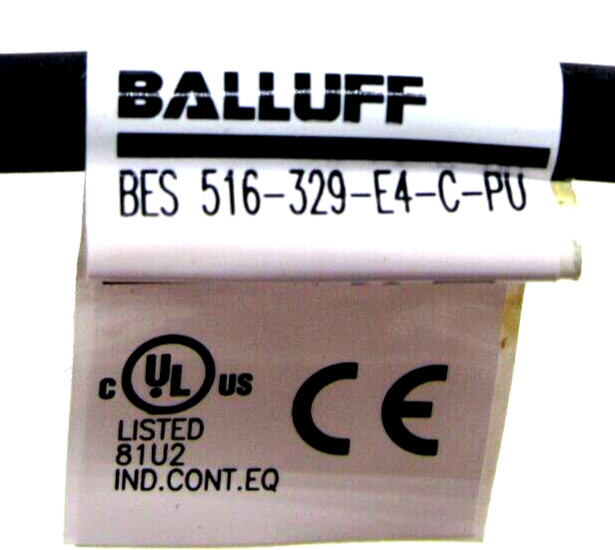 BALLUFF
BES 516-329-E4-C-PU
C UL US
LISTED
81U2
IND.CONT.EQ
CE